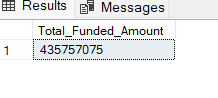 Results Messages
Total_Funded_Amount
1 435757075